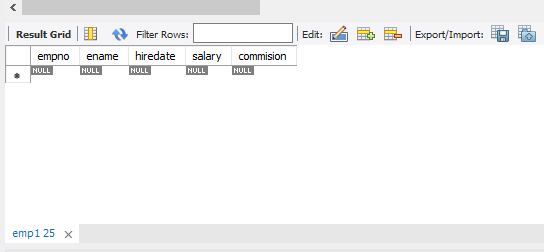 Result Grid Filter Rows: Edit: Export/Import:
empno ename hiredate salary commision
NULL NULL NULL NULL NULL
emp1 25